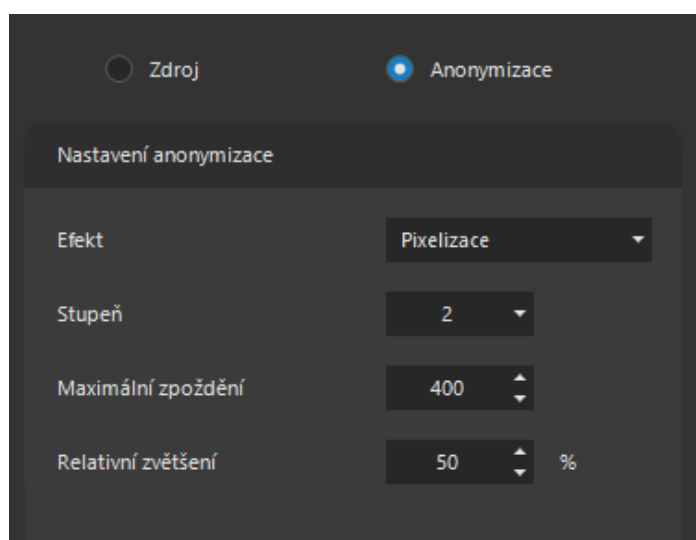 Zdroj Anonymizace
Nastavení anonymizace
Efekt Pixelizace
Stupeň 2
Maximální zpoždění 400
Relativní zvětšení 50 %